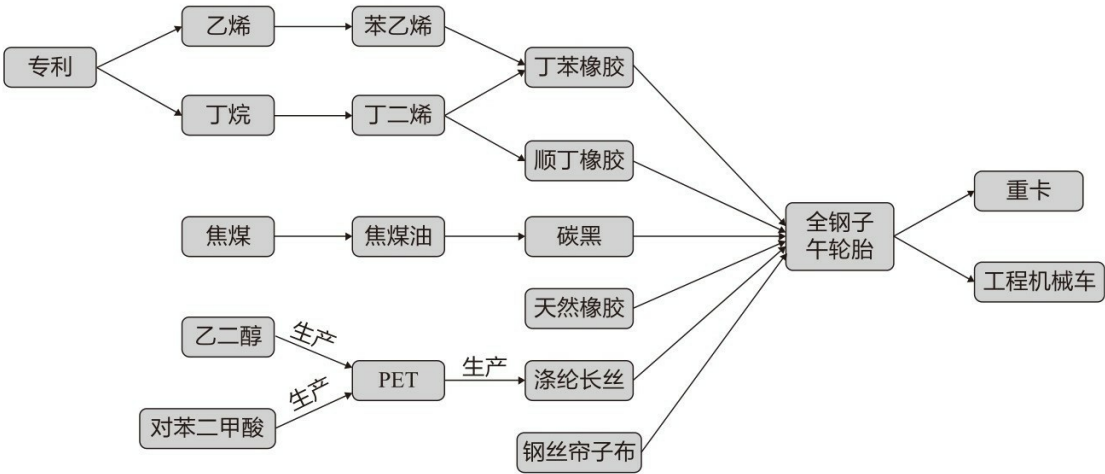 乙烯
苯乙烯
专利
丁苯橡胶
丁烷
丁二烯
顺丁橡胶
重卡
全钢子
午轮胎
焦煤
焦煤油
碳黑
工程机械车
天然橡胶
乙二醇
生产
PET
生产
涤纶长丝
生产
对苯二甲酸
钢丝帘子布